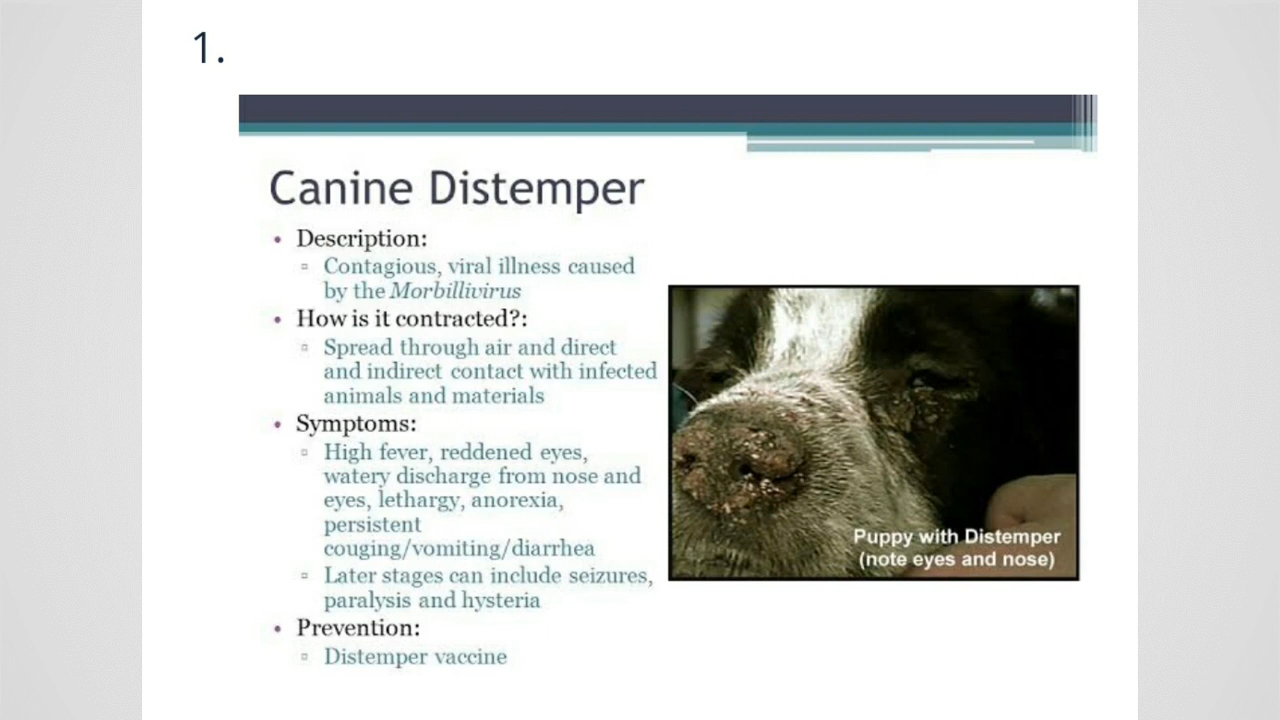 1.
Canine Distemper
• Description:
▫ Contagious, viral illness caused
by the Morbillivirus
• How is it contracted?:
▫ Spread through air and direct
and indirect contact with infected
animals and materials
• Symptoms:
▫ High fever, reddened eyes,
watery discharge from nose and
eyes, lethargy, anorexia,
persistent
couging/vomiting/diarrhea
▫ Later stages can include seizures,
paralysis and hysteria
• Prevention:
▫ Distemper vaccine
Puppy with Distemper
(note eyes and nose)